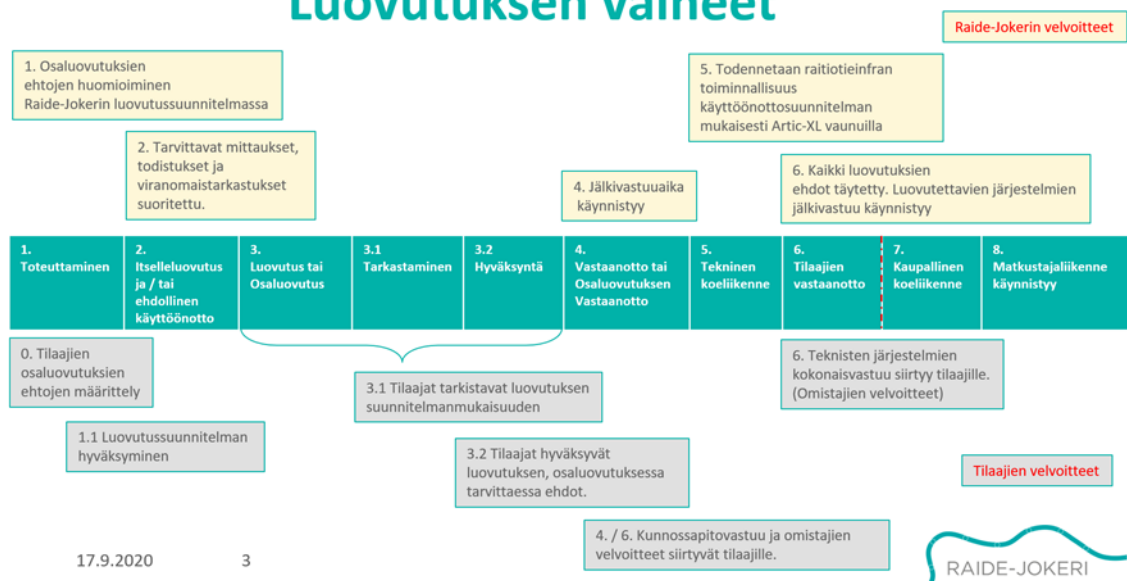 Luovutuksen vaiheet
Raide-Jokerin velvoitteet
1. Osaluovutuksien
ehtojen huomioiminen
Raide-Jokerin luovutussuunnitelmassa
2. Tarvittavat mittaukset,
todistukset ja
viranomaistarkastukset
suoritettu.
4. Jälkivastuuaika
käynnistyy
5. Todennetaan raitiotieinfran
toiminnallisuus
käyttöönottosuunnitelman
mukaisesti Artic-XL vaunuilla
6. Kaikki luovutuksien
ehdot täytetty. Luovutettavien järjestelmien
jälkivastuu käynnistyy
1.
Toteuttaminen
2.
Itselleluovutus
ja / tai
ehdollinen
käyttöönotto
3.
Luovutus tai
Osaluovutus
3.1
Tarkastaminen
3.2
Hyväksyntä
4.
Vastaanotto tai
Osaluovutuksen
Vastaanotto
5.
Tekninen
koeliikenne
6.
Tilaajien
vastaanotto
7.
Kaupallinen
koeliikenne
8.
Matkustajaliikenne
käynnistyy
0. Tilaajien
osaluovutuksien
ehtojen määrittely
1.1 Luovutussuunnitelman
hyväksyminen
3.1 Tilaajat tarkistavat luovutuksen
suunnitelmanmukaisuuden
3.2 Tilaajat hyväksyvät
luovutuksen, osaluovutuksessa
tarvittaessa ehdot.
4. / 6. Kunnossapitovastuu ja omistajien
velvoitteet siirtyvät tilaajille.
6. Teknisten järjestelmien
kokonaisvastuu siirtyy tilaajille.
(Omistajien velvoitteet)
Tilaajien velvoitteet
17.9.2020
3
RAIDE-JOKERI